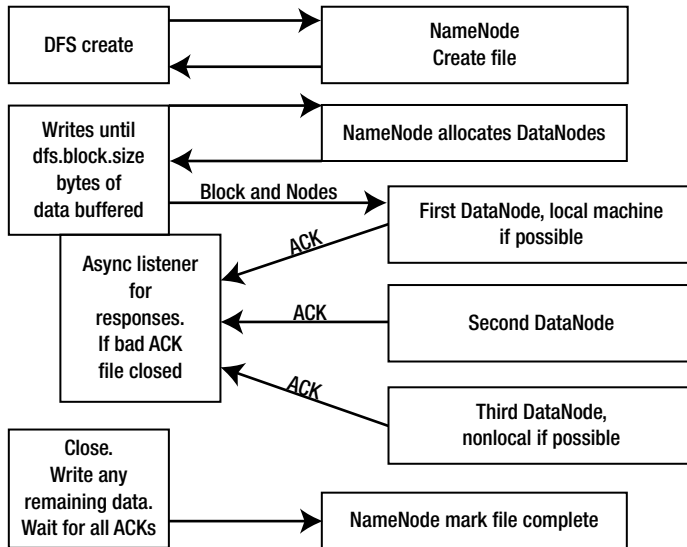 DFS create
NameNode
Create file
Writes until
dfs.block.size
bytes of
data buffered
NameNode allocates DataNodes
Block and Nodes
First DataNode, local machine
if possible
ACK
Async listener
for
responses.
If bad ACK
file closed
ACK
Second DataNode
ACK
Third DataNode,
nonlocal if possible
Close.
Write any
remaining data.
Wait for all ACKs
NameNode mark file complete